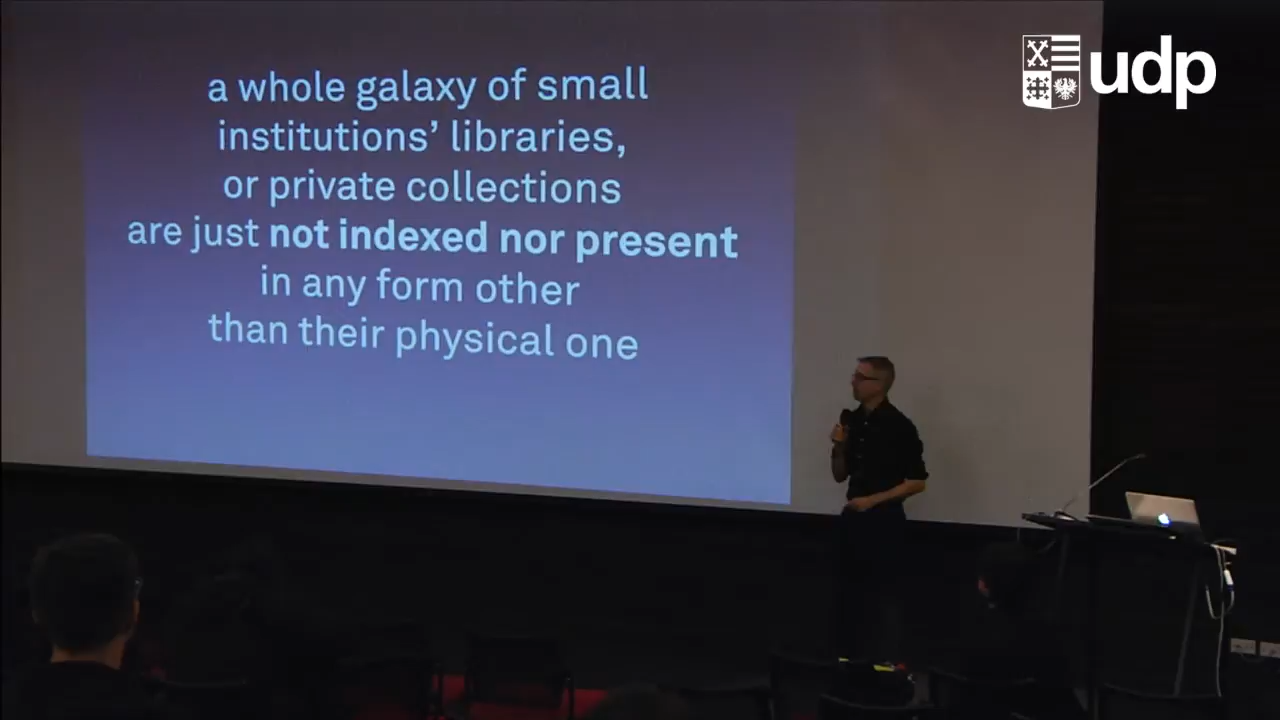 a whole galaxy of small
institutions’ libraries,
or private collections
are just not indexed nor present
in any form other
than their physical one
udp